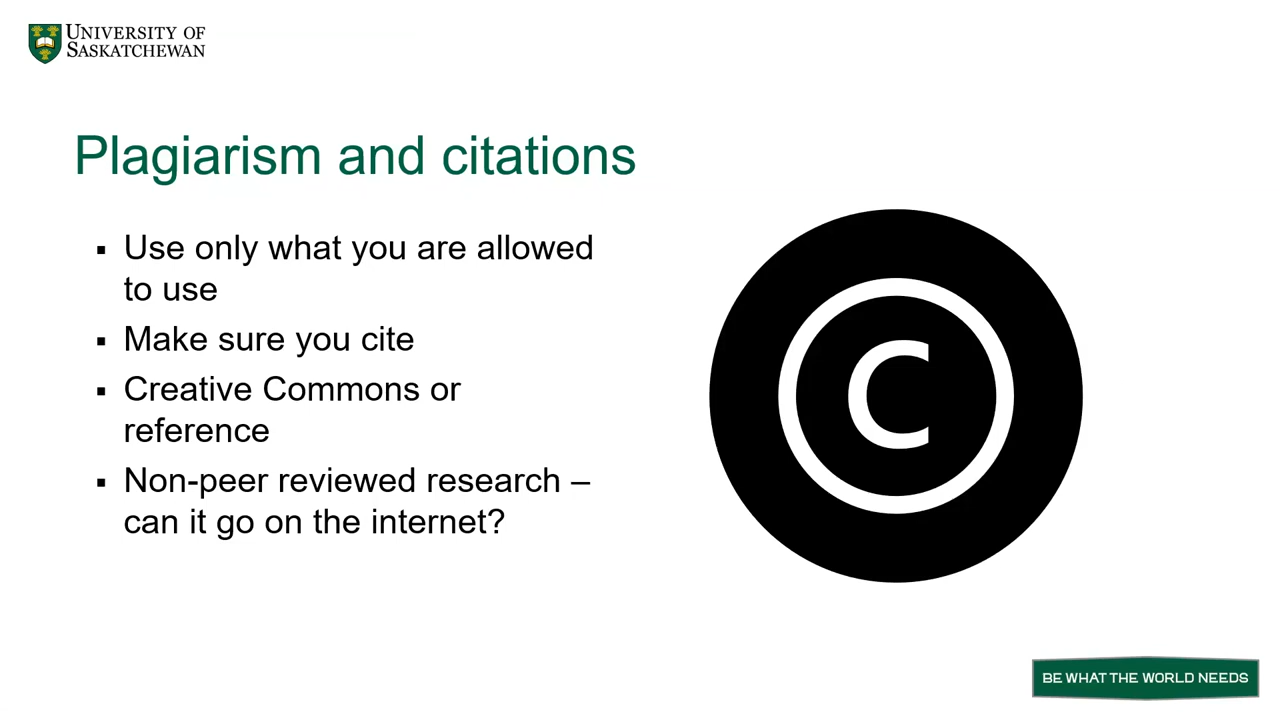 UNIVERSITY OF
SASKATCHEWAN
Plagiarism and citations
▪ Use only what you are allowed
to use
▪ Make sure you cite
▪ Creative Commons or
reference
▪ Non-peer reviewed research –
can it go on the internet?
C
BE WHAT THE WORLD NEEDS